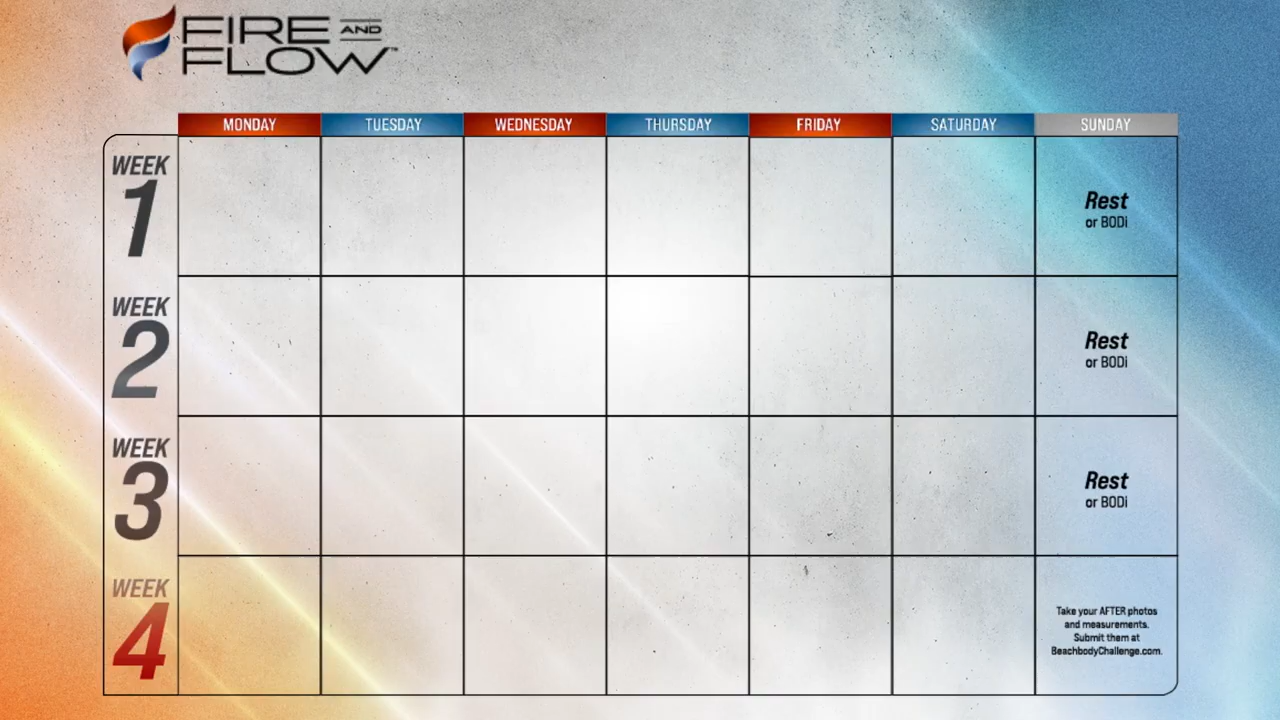 FIRE AND
FLOW™
MONDAY TUESDAY WEDNESDAY THURSDAY FRIDAY SATURDAY SUNDAY
WEEK
1
Rest
or BODi
WEEK
2
Rest
or BODi
WEEK
3
Rest
or BODi
WEEK
4
Take your AFTER photos
and measurements.
Submit them at
BeachbodyChallenge.com.